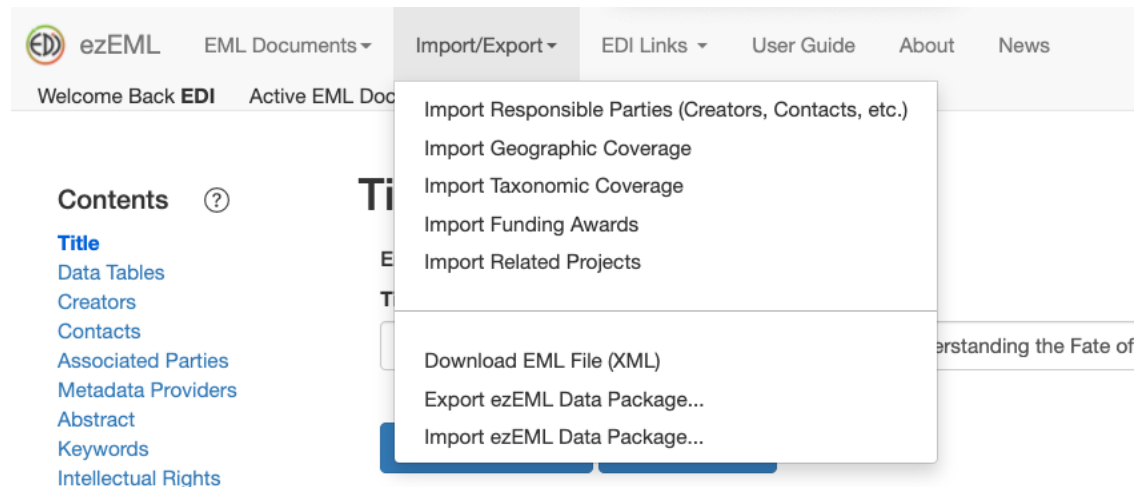 EDI ezEML EML Documents Import/Export EDI Links User Guide About News
Welcome Back EDI Active EML Doc
Import Responsible Parties (Creators, Contacts, etc.)
Import Geographic Coverage
Import Taxonomic Coverage
Import Funding Awards
Import Related Projects
Download EML File (XML)
Export ezEML Data Package...
Import ezEML Data Package...
Contents ?
Title
Data Tables
Creators
Contacts
Associated Parties
Metadata Providers
Abstract
Keywords
Intellectual Rights
Ti
E
erstanding the Fate of